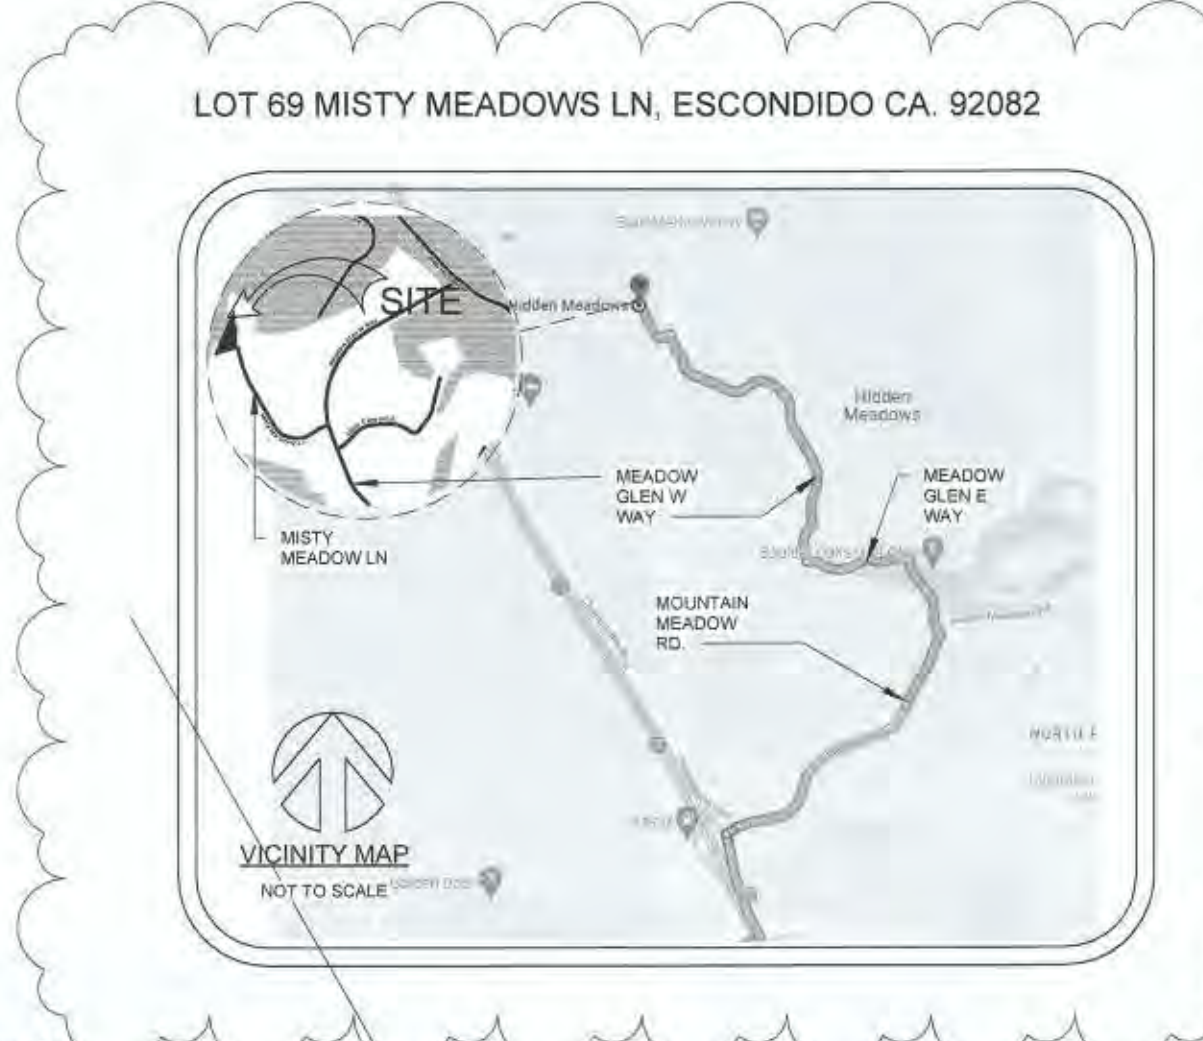 LOT 69 MISTY MEADOWS LN, ESCONDIDO CA. 92082
SITE
Hidden Meadows
Hidden
Meadows
MEADOW
GLEN W
WAY
MEADOW
GLEN E
WAY
MISTY
MEADOW LN
MOUNTAIN
MEADOW
RD.
VICINITY MAP
NOT TO SCALE